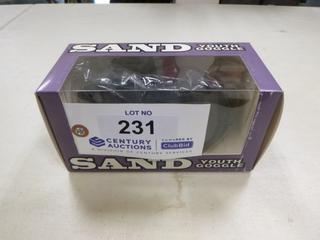 SAND YOUTH GOGGLE
LOT NO
231
CENTURY AUCTIONS
POWERED BY ClubBid
A DIVISION OF CENTURY SERVICES
SAND YOUTH GOGGLE